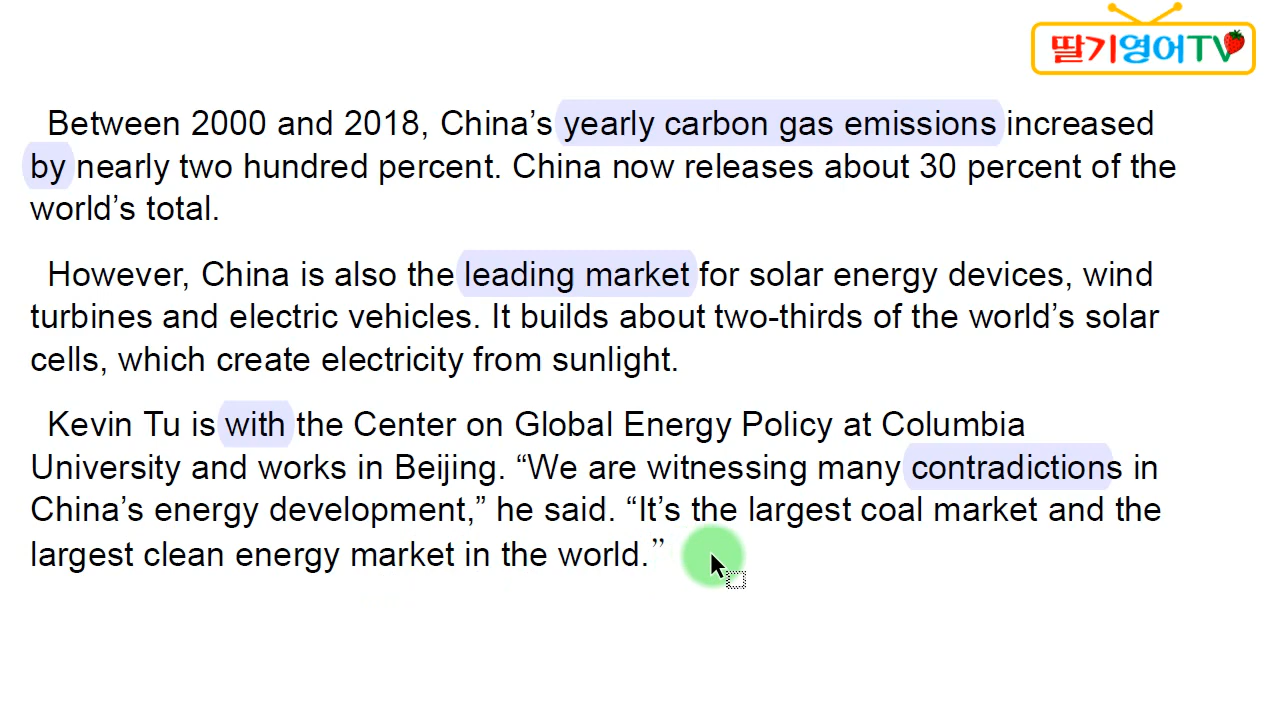 딸기영어TV
Between 2000 and 2018, China’s yearly carbon gas emissions increased
by nearly two hundred percent. China now releases about 30 percent of the
world’s total.
However, China is also the leading market for solar energy devices, wind
turbines and electric vehicles. It builds about two-thirds of the world’s solar
cells, which create electricity from sunlight.
Kevin Tu is with the Center on Global Energy Policy at Columbia
University and works in Beijing. “We are witnessing many contradictions in
China’s energy development,” he said. “It’s the largest coal market and the
largest clean energy market in the world.”